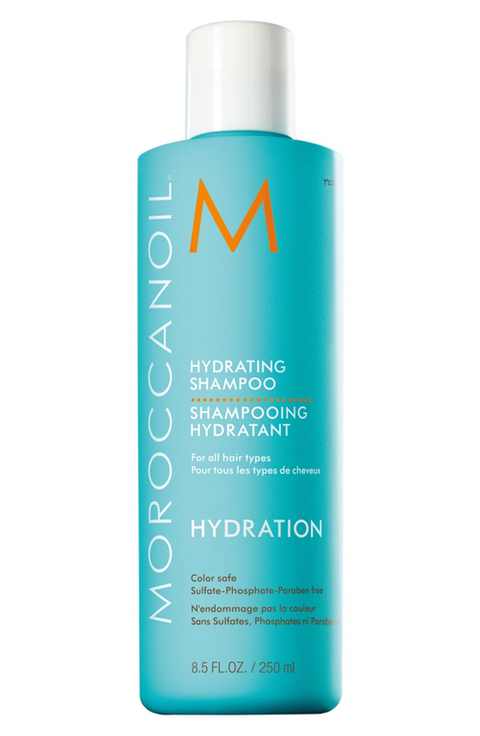 MOROCCANOIL
M
HYDRATING
SHAMPOO
SHAMPOOING
HYDRATANT
For all hair types
Pour tous les types de cheveux
HYDRATION
Color safe
Sulfate-Phosphate-Paraben free
N'endommage pas la couleur
Sans Sulfates, Phosphates ni
8.5 FL.OZ. / 250 ml